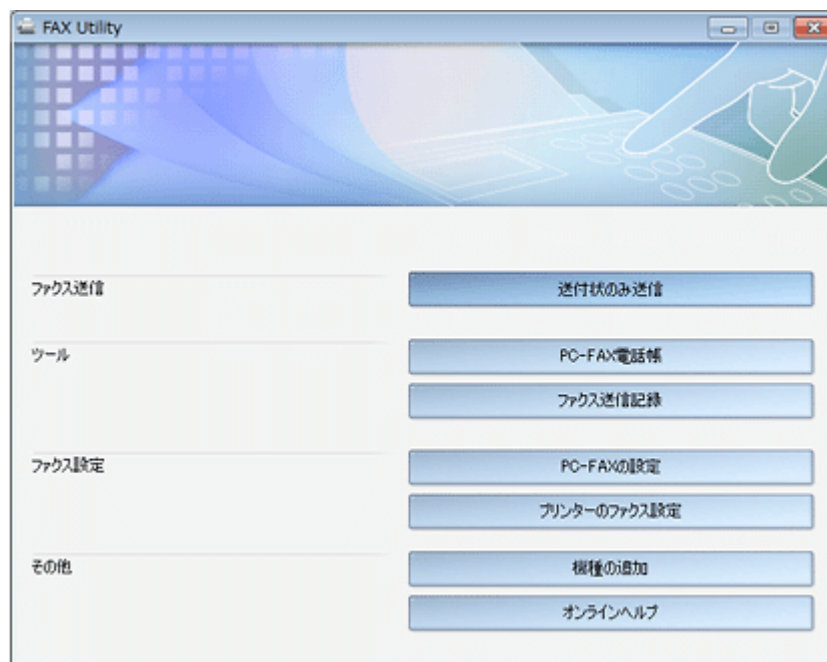 FAX Utility
ファクス送信
送付状のみ送信
ツール
PC-FAX電話帳
ファクス送信記録
ファクス設定
PC-FAXの設定
プリンターのファクス設定
その他
機種の追加
オンラインヘルプ